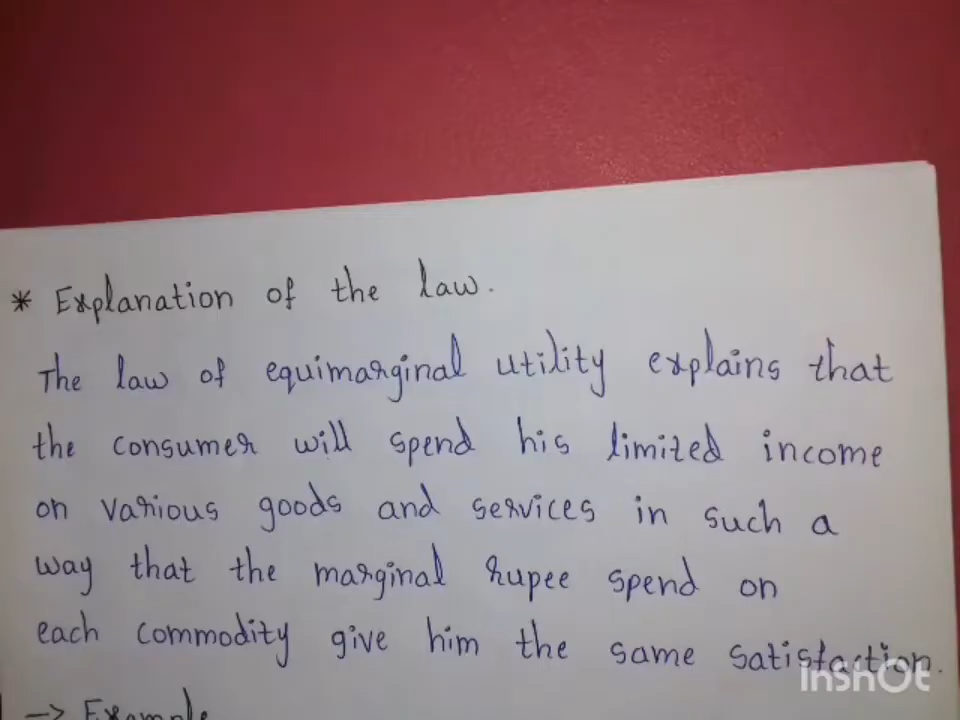 * Explanation of the law.
The law of equimarginal utility explains that
the consumer will spend his limited income
on various goods and services in such a
way that the marginal rupee spend on
each commodity give him the same satisfaction.
-> Example
InShOt